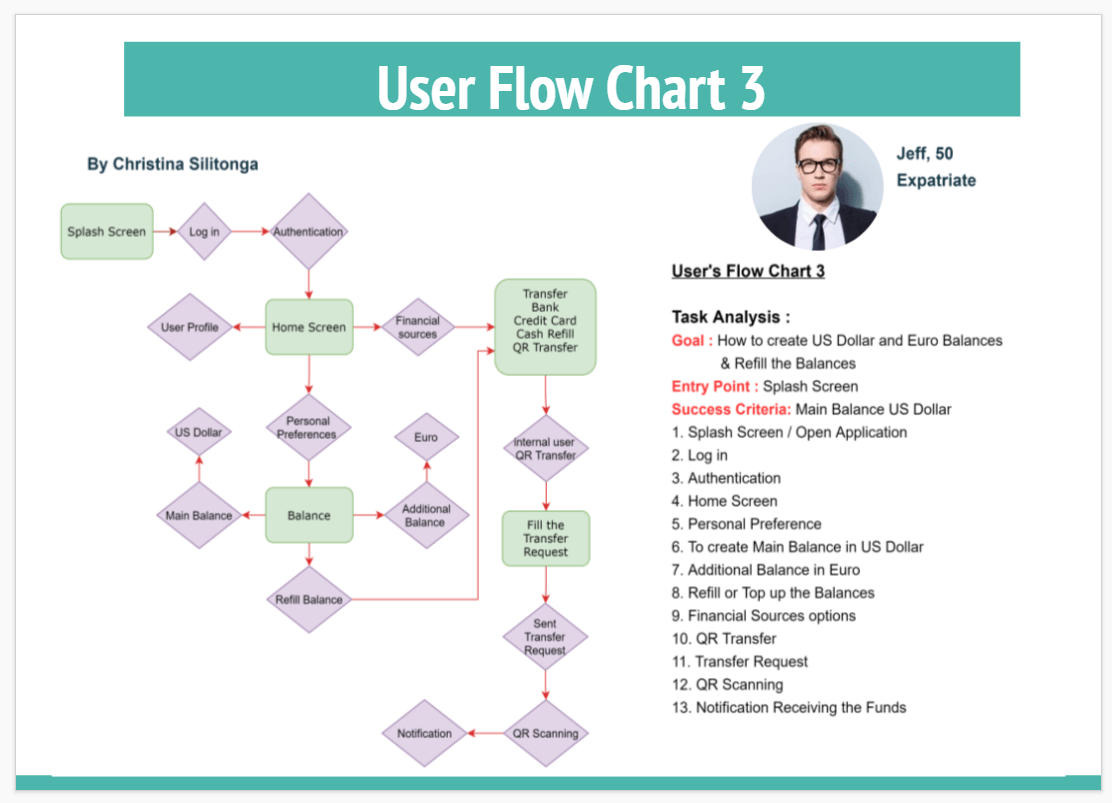 User Flow Chart 3
By Christina Silitonga
Jeff, 50
Expatriate
Splash Screen
Log in
Authentication
User Profile
Home Screen
Financial
sources
Transfer
Bank
Credit Card
Cash Refill
QR Transfer
US Dollar
Personal
Preferences
Euro
Internal user
QR Transfer
Main Balance
Balance
Additional
Balance
Fill the
Transfer
Request
Refill Balance
Sent
Transfer
Request
Notification
QR Scanning
User's Flow Chart 3
Task Analysis :
Goal : How to create US Dollar and Euro Balances
& Refill the Balances
Entry Point : Splash Screen
Success Criteria: Main Balance US Dollar
1. Splash Screen / Open Application
2. Log in
3. Authentication
4. Home Screen
5. Personal Preference
6. To create Main Balance in US Dollar
7. Additional Balance in Euro
8. Refill or Top up the Balances
9. Financial Sources options
10. QR Transfer
11. Transfer Request
12. QR Scanning
13. Notification Receiving the Funds